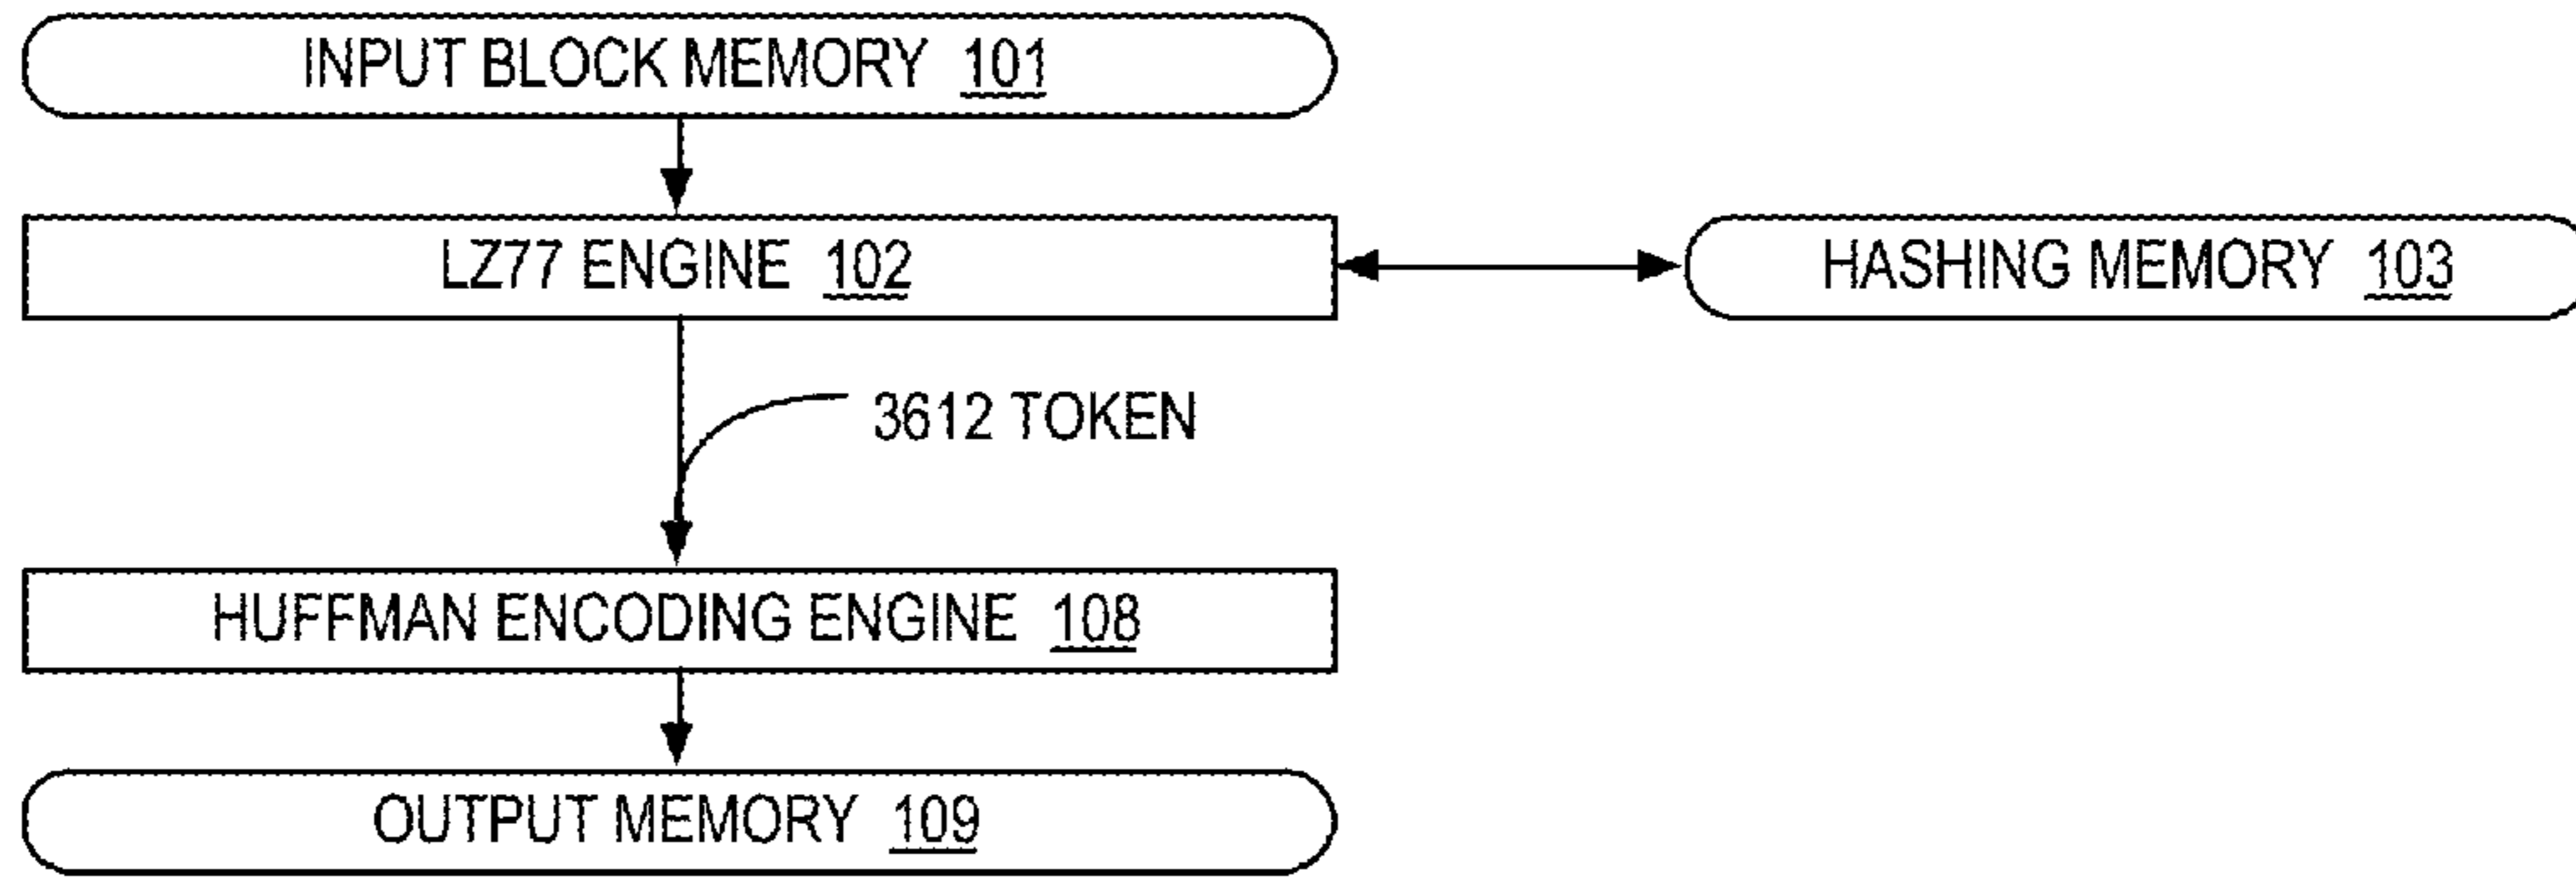 INPUT BLOCK MEMORY 101
LZ77 ENGINE 102
HASHING MEMORY 103
3612 TOKEN
HUFFMAN ENCODING ENGINE 108
OUTPUT MEMORY 109